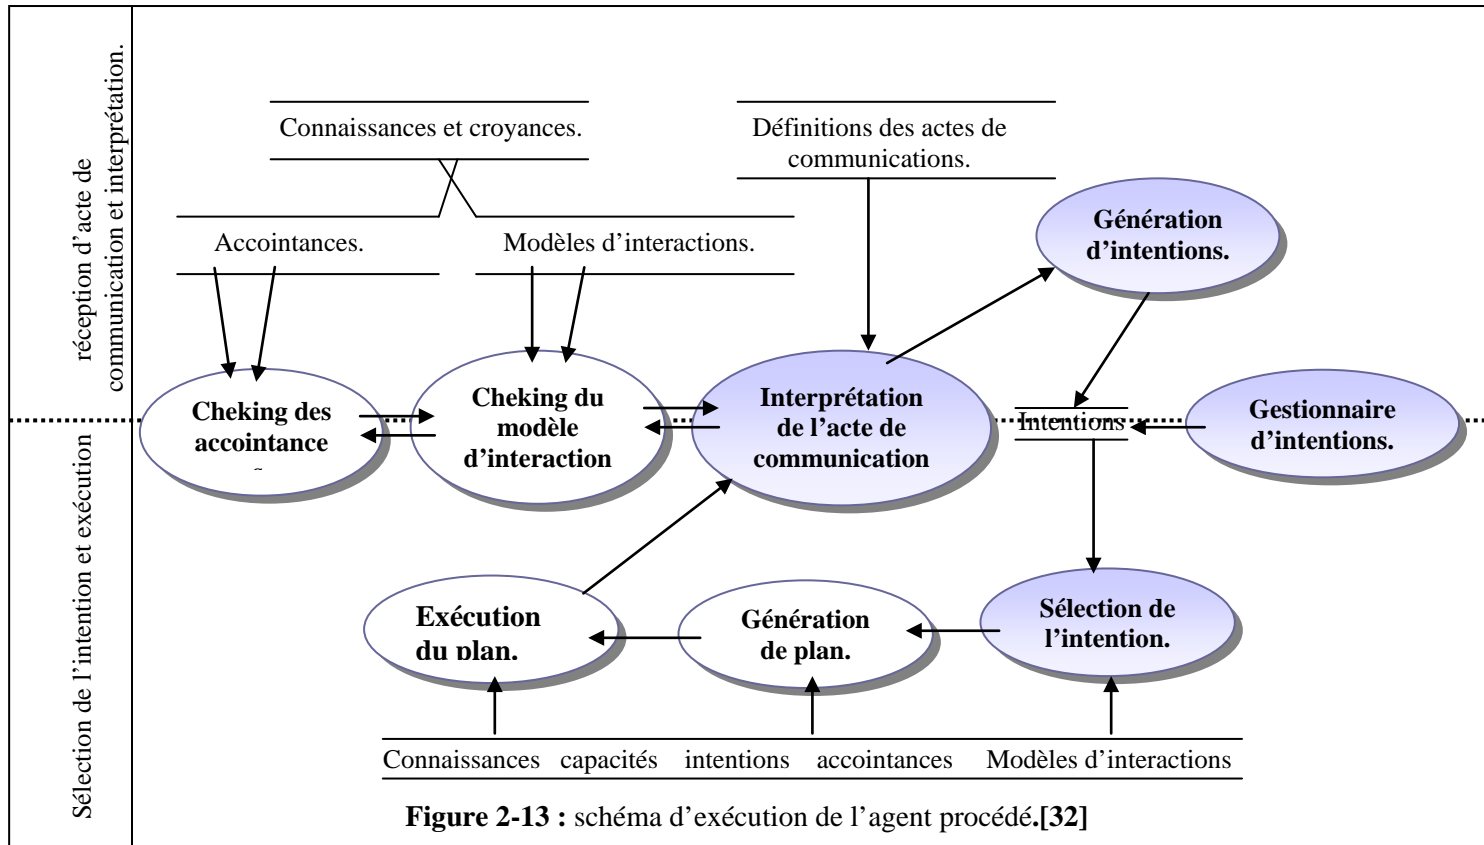 réception d’acte de
communication et interprétation.
Connaissances et croyances.
Définitions des actes de
communications.
Accointances.
Modèles d’interactions.
Génération
d’intentions.
Cheking des
accointance
Cheking du
modèle
d’interaction
Interprétation
de l’acte de
communication
Intentions
Gestionnaire
d’intentions.
Sélection de l’intention et exécution
Exécution
du plan.
Génération
de plan.
Sélection de
l’intention.
Connaissances capacités intentions accointances Modèles d’interactions
Figure 2-13 : schéma d’exécution de l’agent procédé.[32]